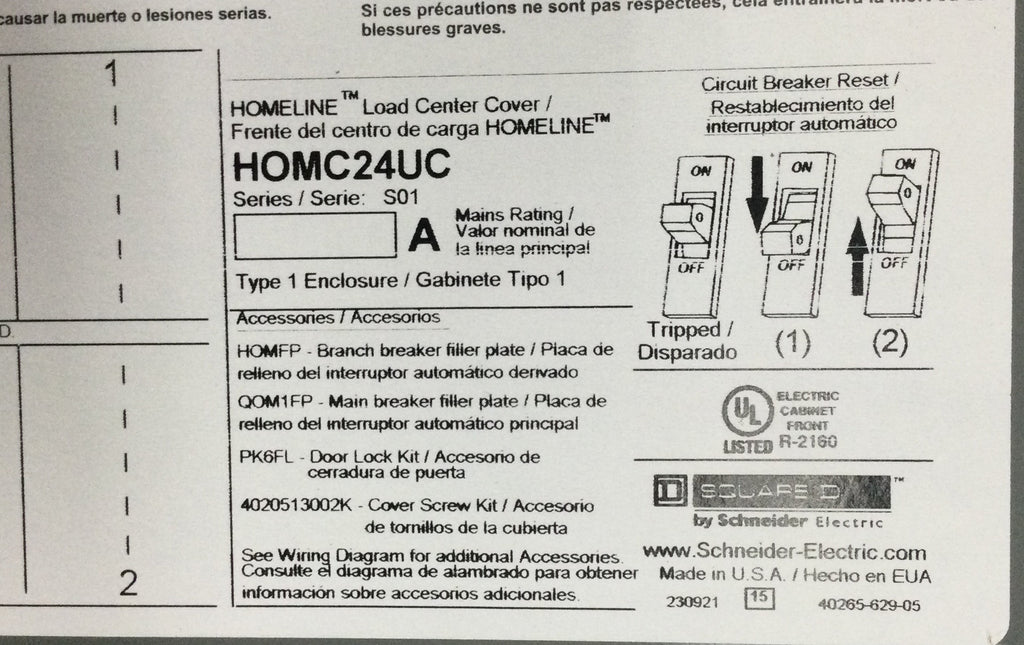 causar la muerte o lesiones serias.
Si ces précautions ne sont pas respectées, cela entraînera la
blessures graves.
1
D
2
HOMELINE™ Load Center Cover /
Frente del centro de carga HOMELINE™
HOMC24UC
Series / Serie: S01
A
Mains Rating /
Valor nominal de
la linea principal
Type 1 Enclosure / Gabinete Tipo 1
Accessories / Accesorios
HOMFP - Branch breaker filler plate / Placa de
relleno del interruptor automático derivado
QOM1FP - Main breaker filler plate / Placa de
relleno del interruptor automático principal
PK6FL - Door Lock Kit / Accesorio de
cerradura de puerta
4020513002K - Cover Screw Kit / Accesorio
de tornillos de la cubierta
See Wiring Diagram for additional Accessories.
Consulte el diagrama de alambrado para obtener
información sobre accesorios adicionales.
Circuit Breaker Reset /
Restablecimiento del
interruptor automático
ON
0
OFF
ON
0
OFF
ON
0
OFF
Tripped /
Disparado
(1)
(2)
UL
LISTED
ELECTRIC
CABINET
FRONT
R-2160
D SQUARE D™
by Schneider Electric
www.Schneider-Electric.com
Made in U.S.A. / Hecho en EUA
230921 15 40265-629-05